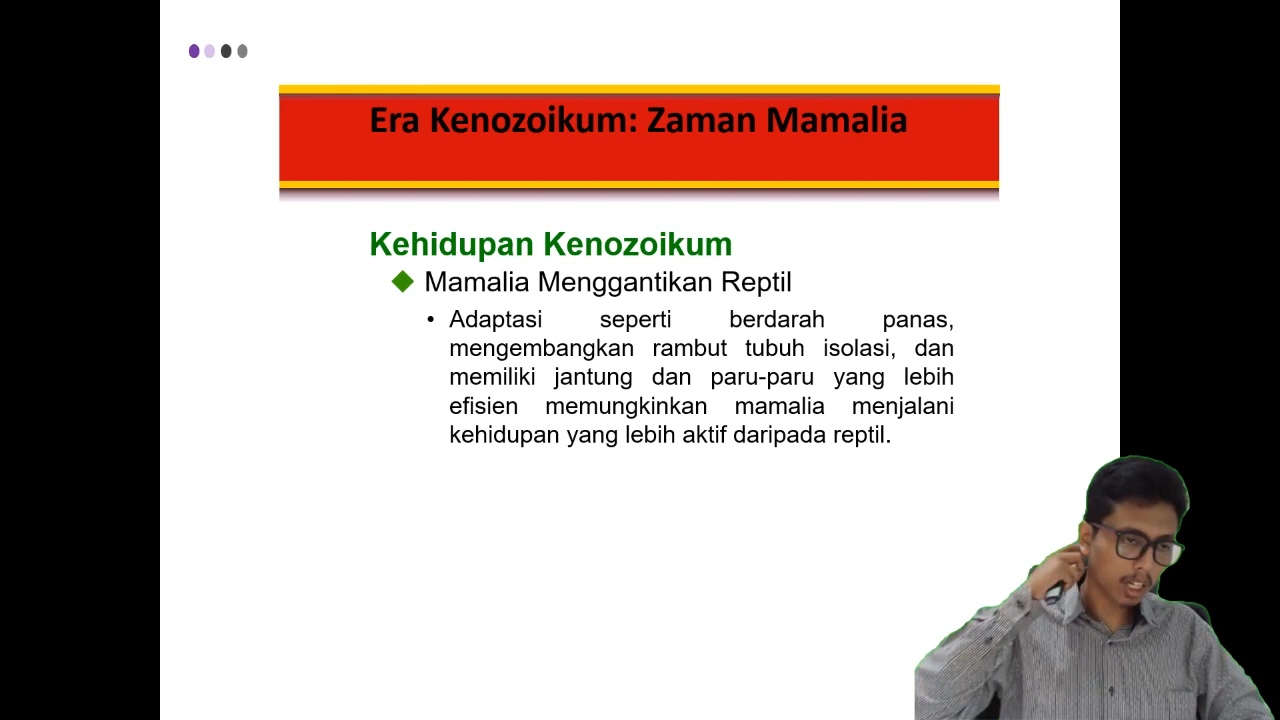 Era Kenozoikum: Zaman Mamalia
Kehidupan Kenozoikum
Mamalia Menggantikan Reptil
• Adaptasi seperti berdarah panas,
mengembangkan rambut tubuh isolasi, dan
memiliki jantung dan paru-paru yang lebih
efisien memungkinkan mamalia menjalani
kehidupan yang lebih aktif daripada reptil.